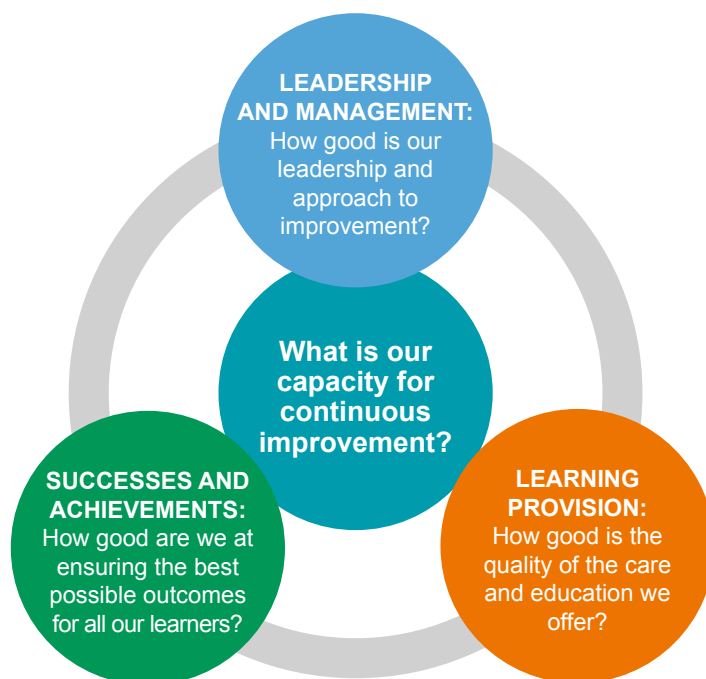 LEADERSHIP
AND MANAGEMENT:
How good is our
leadership and
approach to
improvement?
What is our
capacity for
continuous
improvement?
SUCCESSES AND
ACHIEVEMENTS:
How good are we at
ensuring the best
possible outcomes
for all our learners?
LEARNING
PROVISION:
How good is the
quality of the care
and education we
offer?